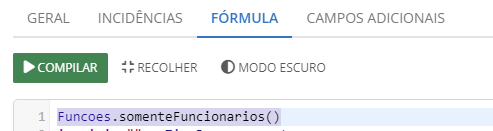 GERAL INCIDÊNCIAS FÓRMULA CAMPOS ADICIONAIS
COMPILAR RECOLHER MODO ESCURO
1 Funcoes.somenteFuncionarios()